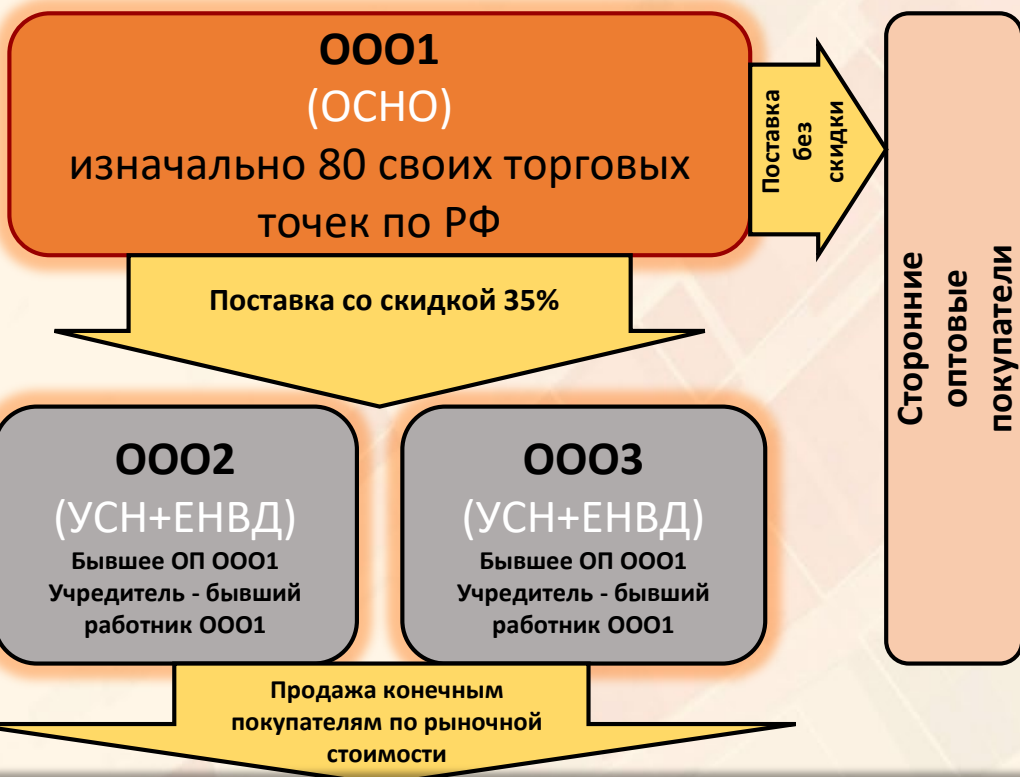 ООО1
(ОСНО)
изначально 80 своих торговых
точек по РФ
Поставка
без
скидки
Сторонние
оптовые
покупатели
Поставка со скидкой 35%
ООО2
(УСН+ЕНВД)
Бывшее ОП ООО1
Учредитель - бывший
работник ООО1
ООО3
(УСН+ЕНВД)
Бывшее ОП ООО1
Учредитель - бывший
работник ООО1
Продажа конечным
покупателям по рыночной
стоимости